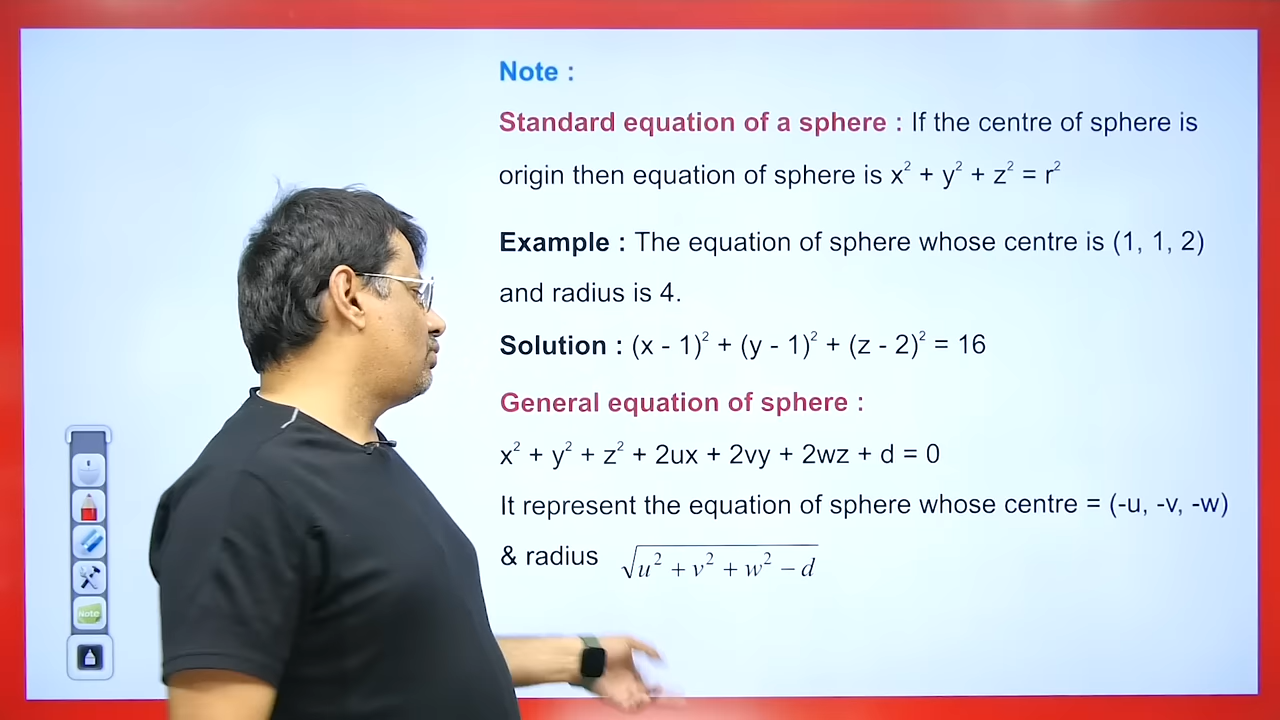 Note :
Standard equation of a sphere : If the centre of sphere is
origin then equation of sphere is x² + y² + z² = r²
Example : The equation of sphere whose centre is (1, 1, 2)
and radius is 4.
Solution : (x - 1)² + (y - 1)² + (z - 2)² = 16
General equation of sphere :
x² + y² + z² + 2ux + 2vy + 2wz + d = 0
It represent the equation of sphere whose centre = (-u, -v, -w)
& radius √(u² + v² + w² − d)
Note